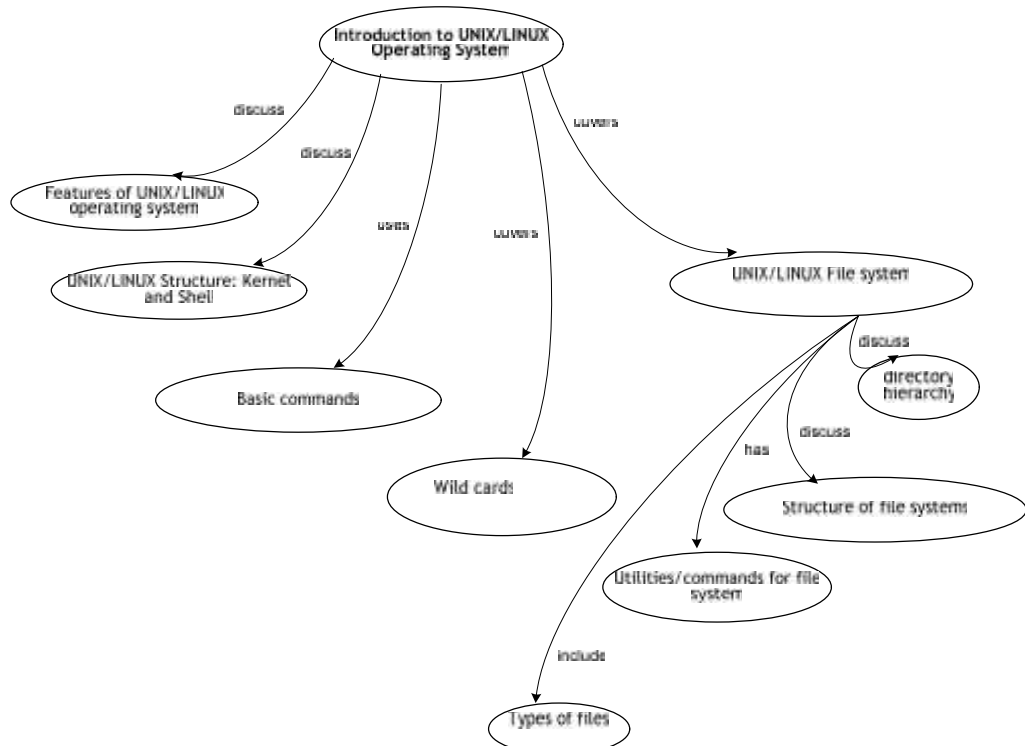 Introduction to UNIX/LINUX
Operating System
discuss
covers
discuss
Features of UNIX/LINUX
operating system
uses
covers
UNIX/LINUX Structure: Kernel
and Shell
UNIX/LINUX File system
discuss
directory
hierarchy
Basic commands
discuss
has
Wild cards
Structure of file systems
Utilities/commands for file
system
include
Types of files